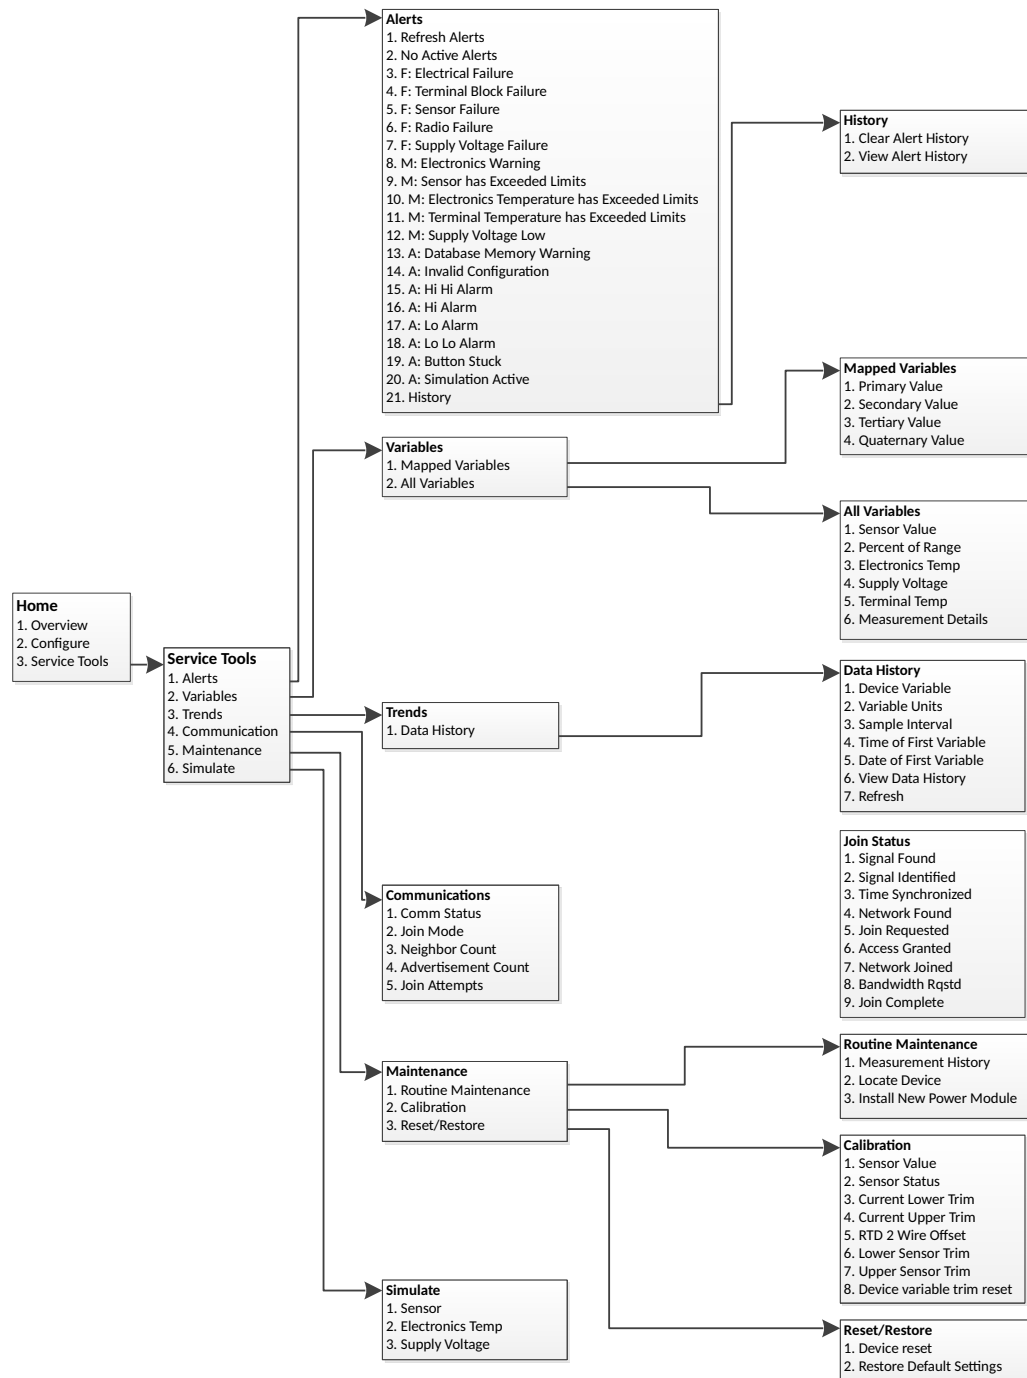 Home
1. Overview
2. Configure
3. Service Tools
Service Tools
1. Alerts
2. Variables
3. Trends
4. Communication
5. Maintenance
6. Simulate
Alerts
1. Refresh Alerts
2. No Active Alerts
3. F: Electrical Failure
4. F: Terminal Block Failure
5. F: Sensor Failure
6. F: Radio Failure
7. F: Supply Voltage Failure
8. M: Electronics Warning
9. M: Sensor has Exceeded Limits
10. M: Electronics Temperature has Exceeded Limits
11. M: Terminal Temperature has Exceeded Limits
12. M: Supply Voltage Low
13. A: Database Memory Warning
14. A: Invalid Configuration
15. A: Hi Hi Alarm
16. A: Hi Alarm
17. A: Lo Alarm
18. A: Lo Lo Alarm
19. A: Button Stuck
20. A: Simulation Active
21. History
Variables
1. Mapped Variables
2. All Variables
Trends
1. Data History
Communications
1. Comm Status
2. Join Mode
3. Neighbor Count
4. Advertisement Count
5. Join Attempts
Maintenance
1. Routine Maintenance
2. Calibration
3. Reset/Restore
Simulate
1. Sensor
2. Electronics Temp
3. Supply Voltage
History
1. Clear Alert History
2. View Alert History
Mapped Variables
1. Primary Value
2. Secondary Value
3. Tertiary Value
4. Quaternary Value
All Variables
1. Sensor Value
2. Percent of Range
3. Electronics Temp
4. Supply Voltage
5. Terminal Temp
6. Measurement Details
Data History
1. Device Variable
2. Variable Units
3. Sample Interval
4. Time of First Variable
5. Date of First Variable
6. View Data History
7. Refresh
Join Status
1. Signal Found
2. Signal Identified
3. Time Synchronized
4. Network Found
5. Join Requested
6. Access Granted
7. Network Joined
8. Bandwidth Rqstd
9. Join Complete
Routine Maintenance
1. Measurement History
2. Locate Device
3. Install New Power Module
Calibration
1. Sensor Value
2. Sensor Status
3. Current Lower Trim
4. Current Upper Trim
5. RTD 2 Wire Offset
6. Lower Sensor Trim
7. Upper Sensor Trim
8. Device variable trim reset
Reset/Restore
1. Device reset
2. Restore Default Settings